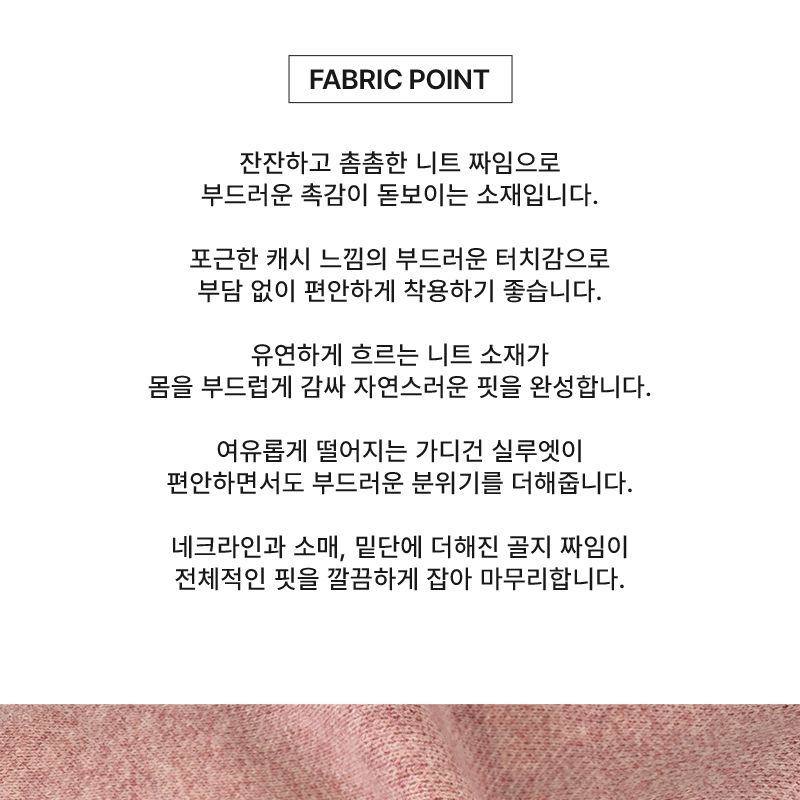 FABRIC POINT
잔잔하고 촘촘한 니트 짜임으로
부드러운 촉감이 돋보이는 소재입니다.
포근한 캐시 느낌의 부드러운 터치감으로
부담 없이 편안하게 착용하기 좋습니다.
유연하게 흐르는 니트 소재가
몸을 부드럽게 감싸 자연스러운 핏을 완성합니다.
여유롭게 떨어지는 가디건 실루엣이
편안하면서도 부드러운 분위기를 더해줍니다.
네크라인과 소매, 밑단에 더해진 골지 짜임이
전체적인 핏을 깔끔하게 잡아 마무리합니다.